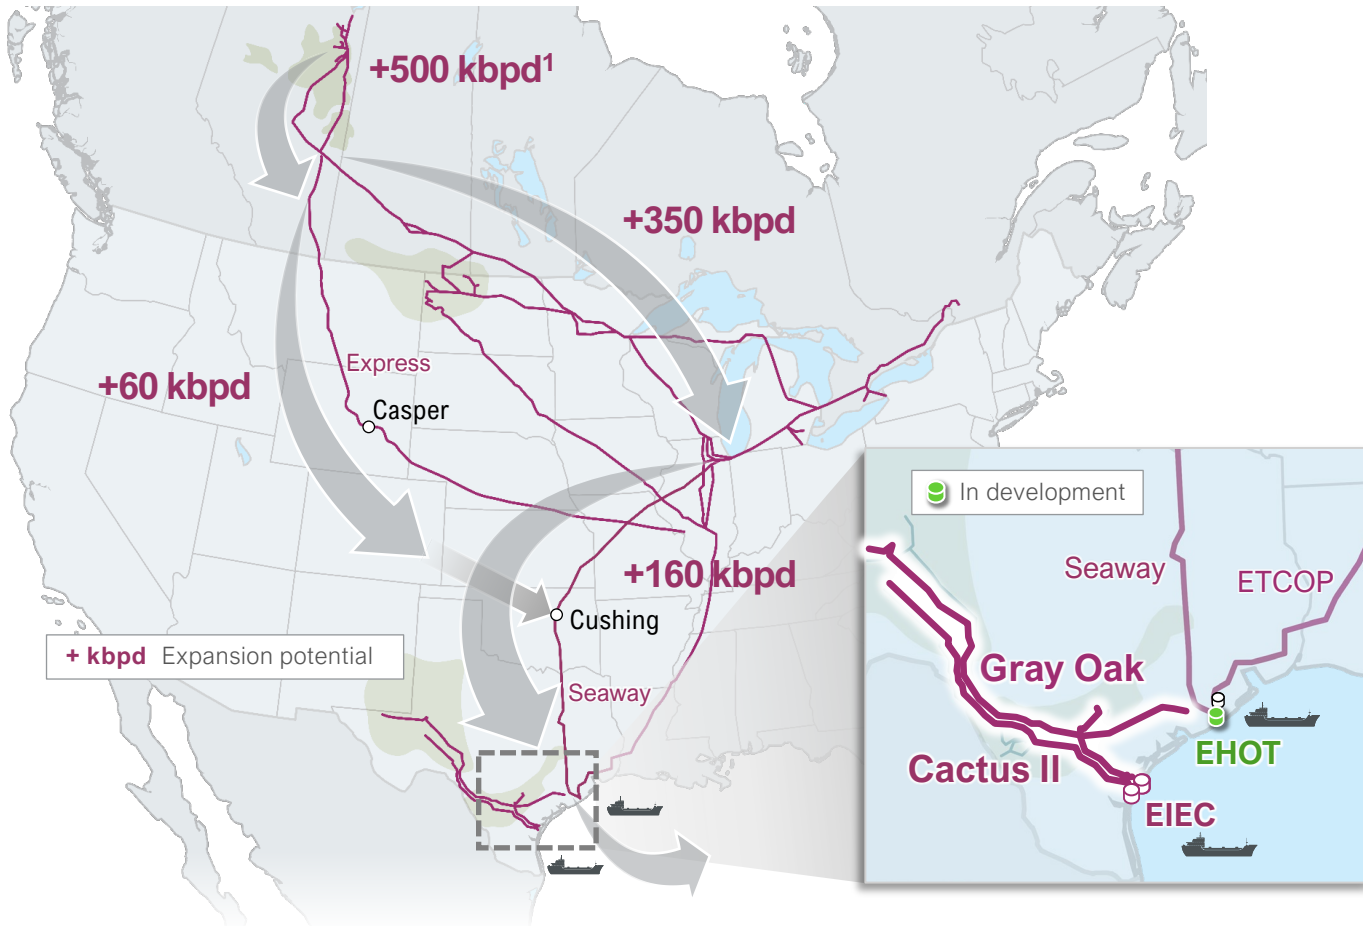 +500 kbpd1
+350 kbpd
Express
+60 kbpd
Casper
In development
+160 kbpd
Seaway
ETCOP
Cushing
+ kbpd Expansion potential
Gray Oak
Seaway
EHOT
Cactus II
EIEC